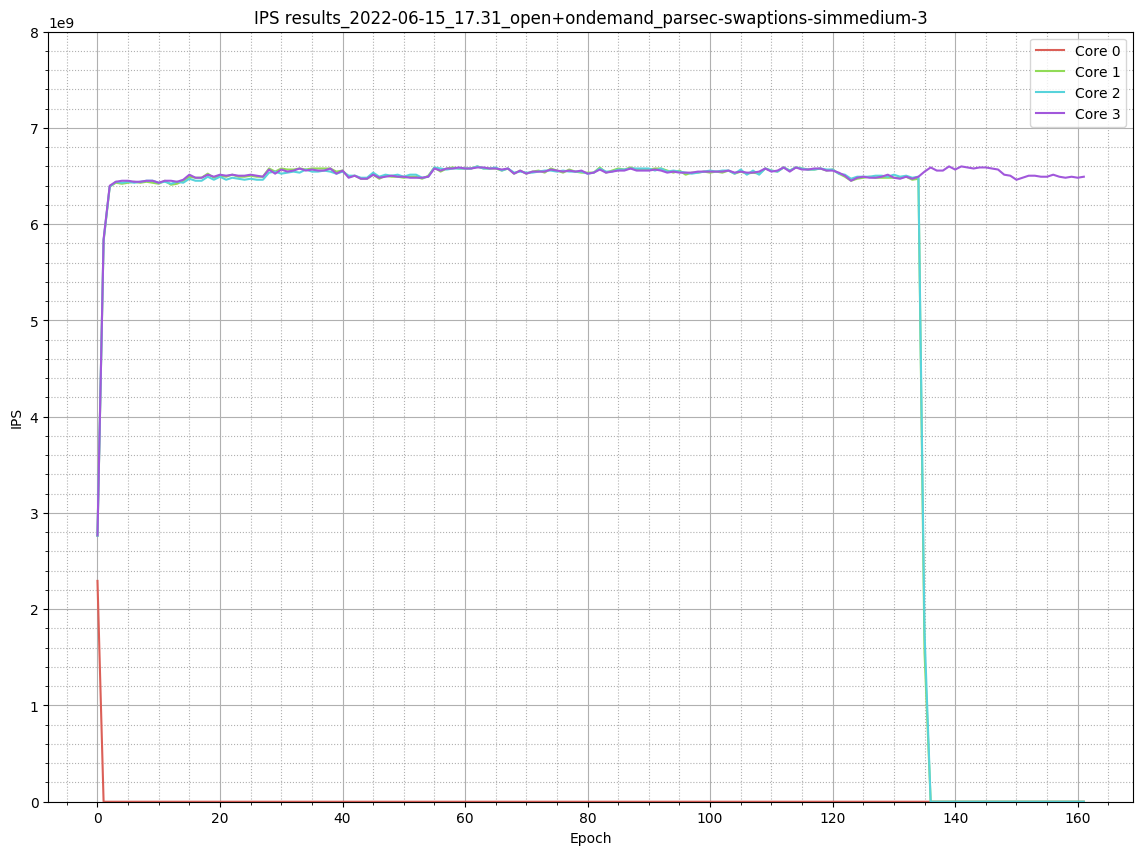 IPS results_2022-06-15_17.31_open+ondemand_parsec-swaptions-simmedium-3
1e9
8
7
6
5
4
3
2
1
0
IPS
0 20 40 60 80 100 120 140 160
Epoch
Core 0
Core 1
Core 2
Core 3